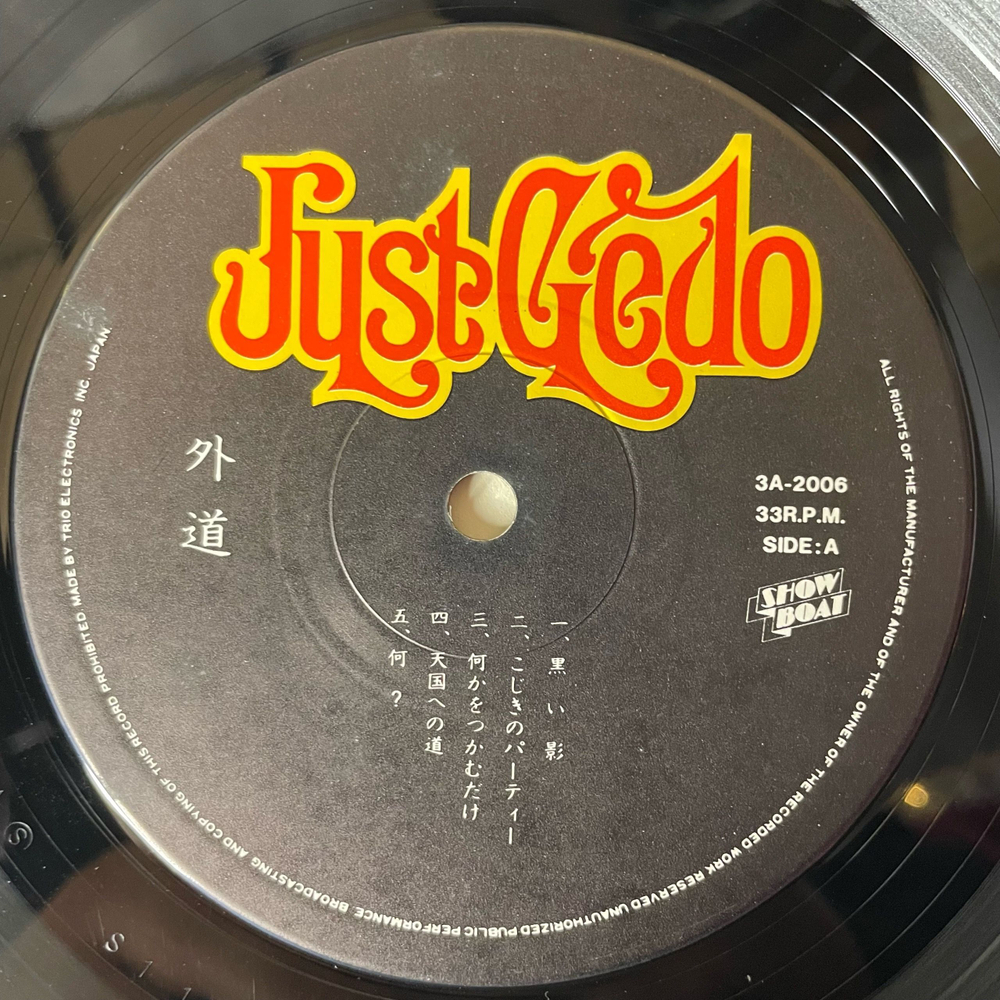 Just Gedo
外道
3A-2006
33R.P.M.
SIDE:A
SHOW
BOAT
一、黒い影
二、こじきのパーティー
三、何かをつかむだけ
四、天国への道
五、何?
ALL RIGHTS OF THE MANUFACTURER AND OF THE OWNER OF THE RECORDED WORK RESERVED UNAUTHORIZED PUBLIC PERFORMANCE BROADCASTING AND COPYING OF THIS RECORD PROHIBITED MADE BY TRIO ELECTRONICS INC. JAPAN